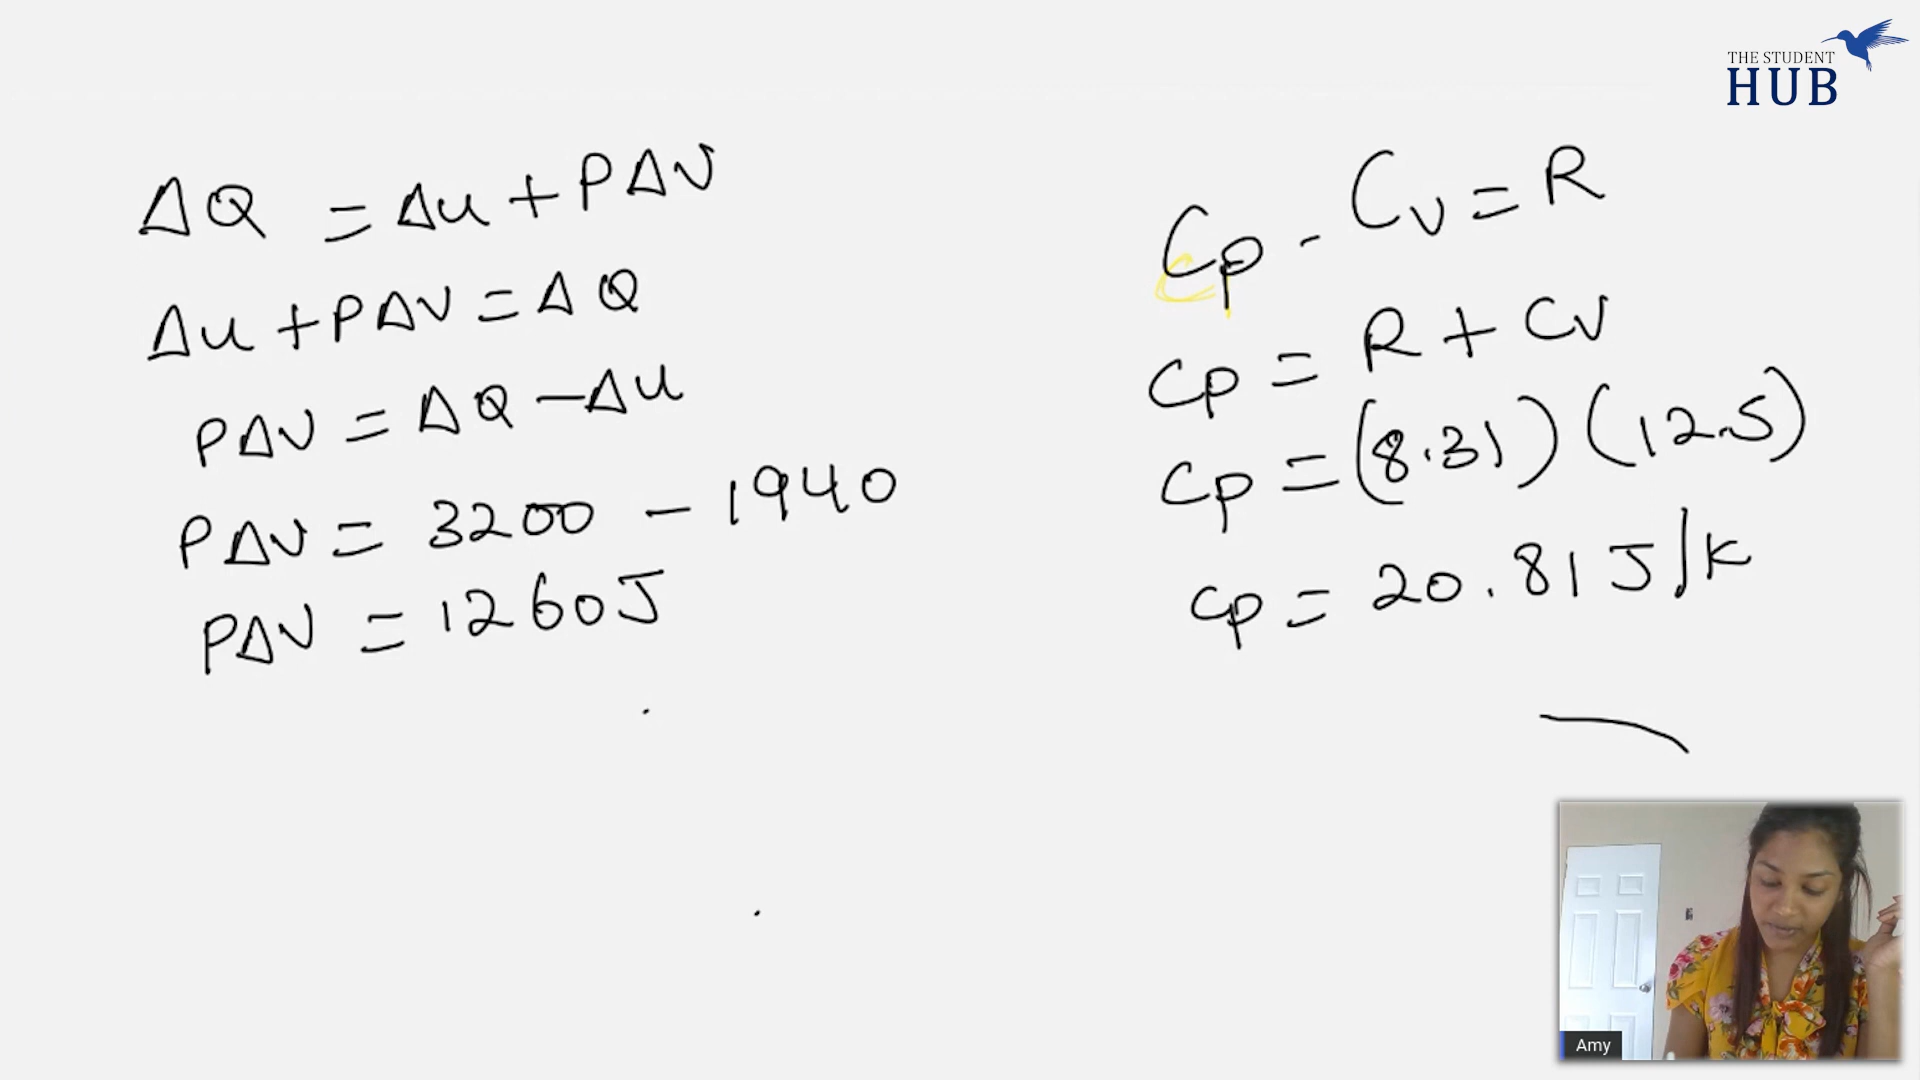 THE STUDENT
HUB
ΔQ = Δu + PΔV
Δu + PΔV = ΔQ
PΔV = ΔQ - Δu
PΔV = 3200 - 1940
PΔV = 1260J
Cp - Cv = R
Cp = R + CV
Cp = (8.31) (12.5)
Cp = 20.81 J/K
Amy